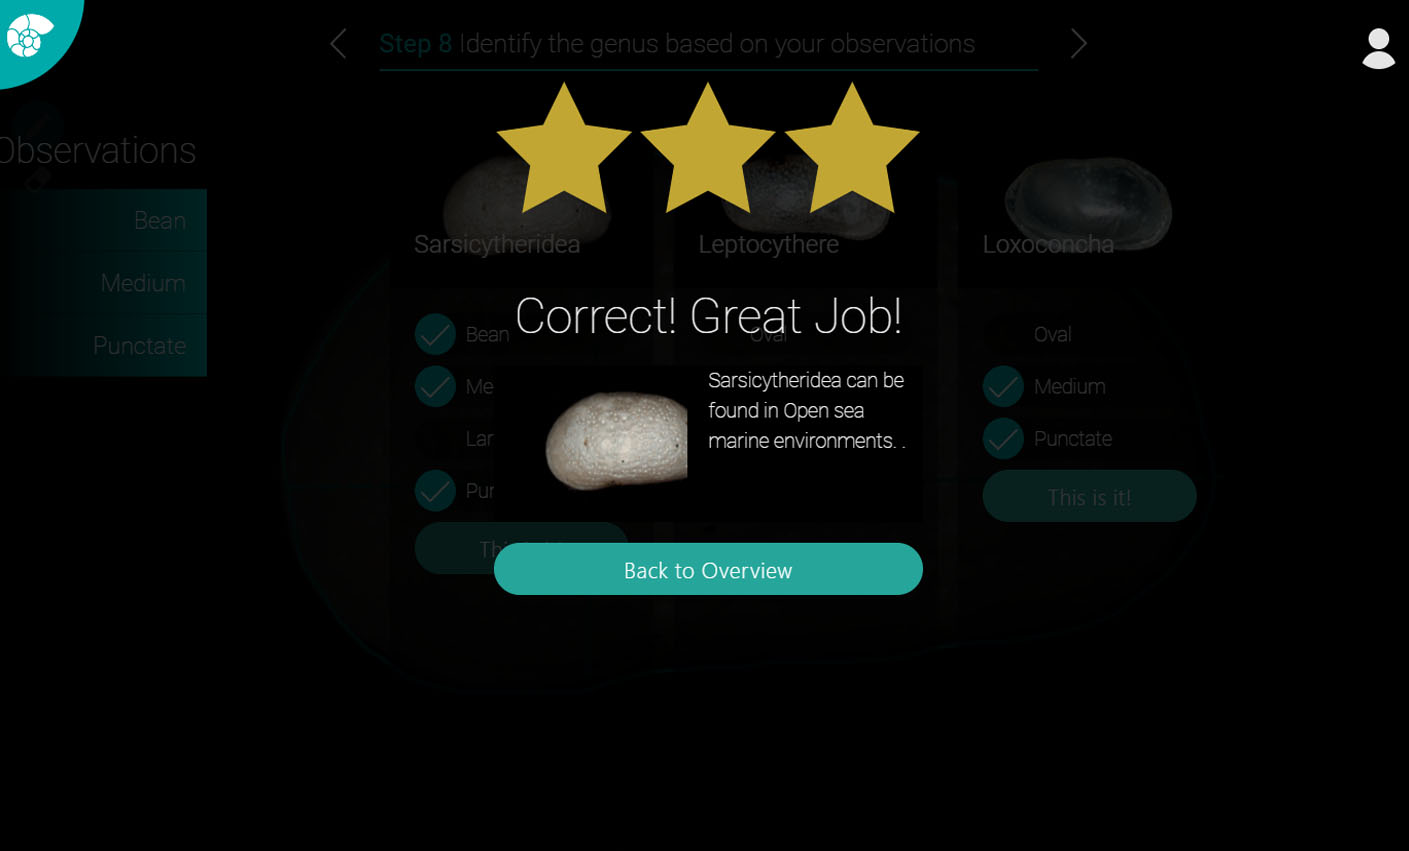 Step 8 Identify the genus based on your observations
Observations
Bean
Medium
Punctate
Sarsicytheridea
Leptocythere
Loxoconcha
Correct! Great Job!
Bean
Oval
Oval
Me
Medium
Lar
Punctate
Pun
This is it!
Sarsicytheridea can be
found in Open sea
marine environments. .
Back to Overview